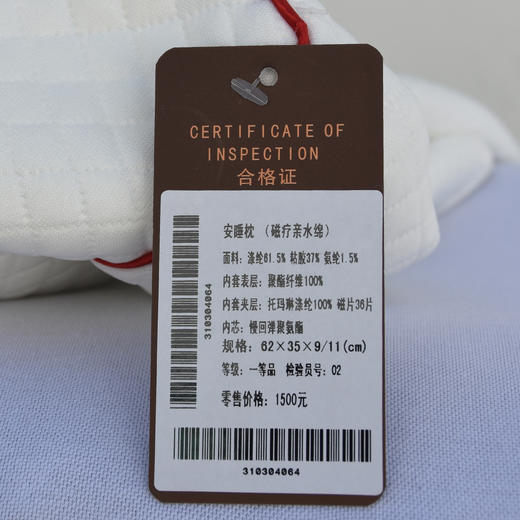 CERTIFICATE OF
INSPECTION
合格证
安睡枕 （磁疗亲水绵）
面料: 涤纶61.5% 粘胶37% 氨纶1.5%
内套表层: 聚酯纤维100%
内套夹层: 托玛琳涤纶100% 磁片36片
内芯: 慢回弹聚氨酯
规格: 62×35×9/11(cm)
等级: 一等品 检验员号: 02
零售价格: 1500元
310304064
310304064